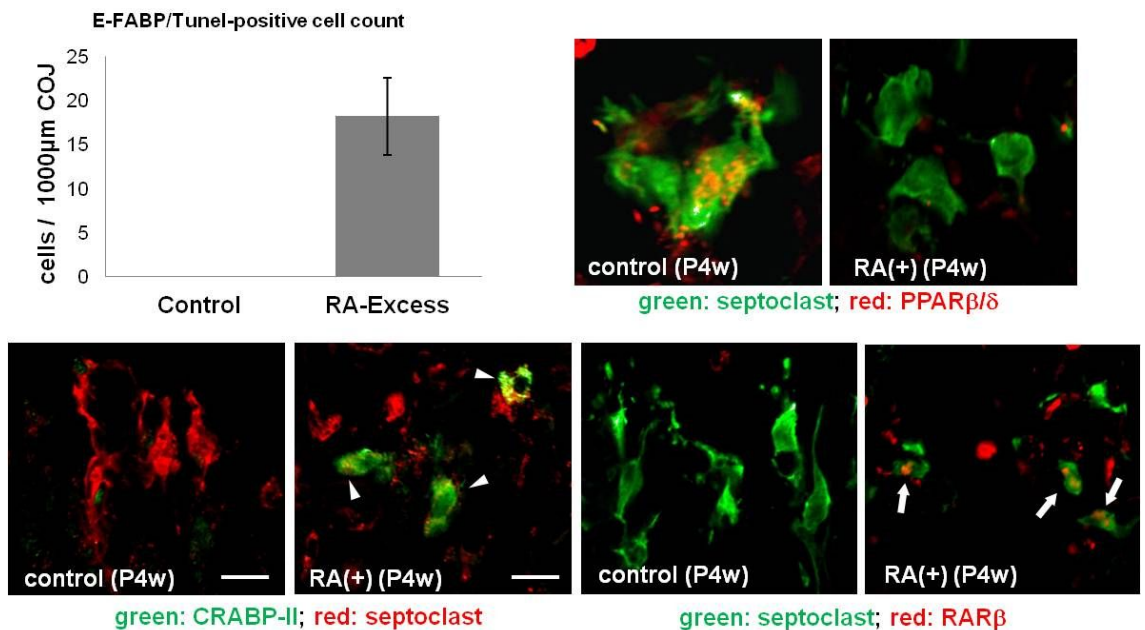 E-FABP/Tunel-positive cell count
cells / 1000µm COJ
25
20
15
10
5
0
Control
RA-Excess
control (P4w)
RA(+) (P4w)
green: septoclast; red: PPARβ/δ
control (P4w)
RA(+) (P4w)
green: CRABP-II; red: septoclast
control (P4w)
RA(+) (P4w)
green: septoclast; red: RARβ